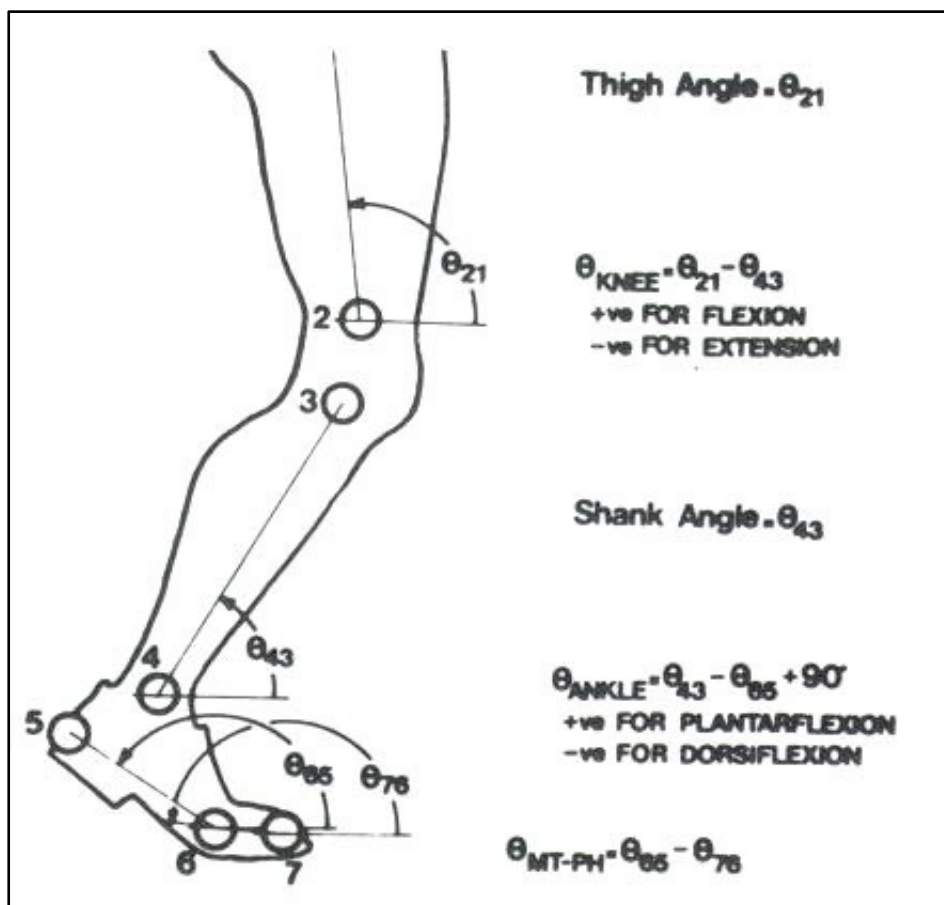 Thigh Angle = θ21
θ21
2
θKNEE = θ21 - θ43
+ve FOR FLEXION
-ve FOR EXTENSION
3
Shank Angle = θ43
4
θ43
θANKLE = θ43 - θ65 + 90°
+ve FOR PLANTARFLEXION
-ve FOR DORSIFLEXION
5
θ65
θ76
6
7
θMT-PH = θ65 - θ76